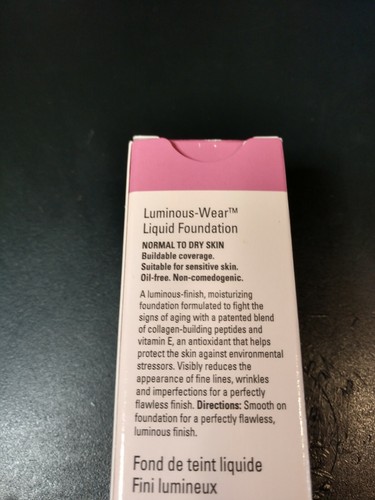 Luminous-Wear™
Liquid Foundation
NORMAL TO DRY SKIN
Buildable coverage.
Suitable for sensitive skin.
Oil-free. Non-comedogenic.
A luminous-finish, moisturizing
foundation formulated to fight the
signs of aging with a patented blend
of collagen-building peptides and
vitamin E, an antioxidant that helps
protect the skin against environmental
stressors. Visibly reduces the
appearance of fine lines, wrinkles
and imperfections for a perfectly
flawless finish. Directions: Smooth on
foundation for a perfectly flawless,
luminous finish.
Fond de teint liquide
Fini lumineux